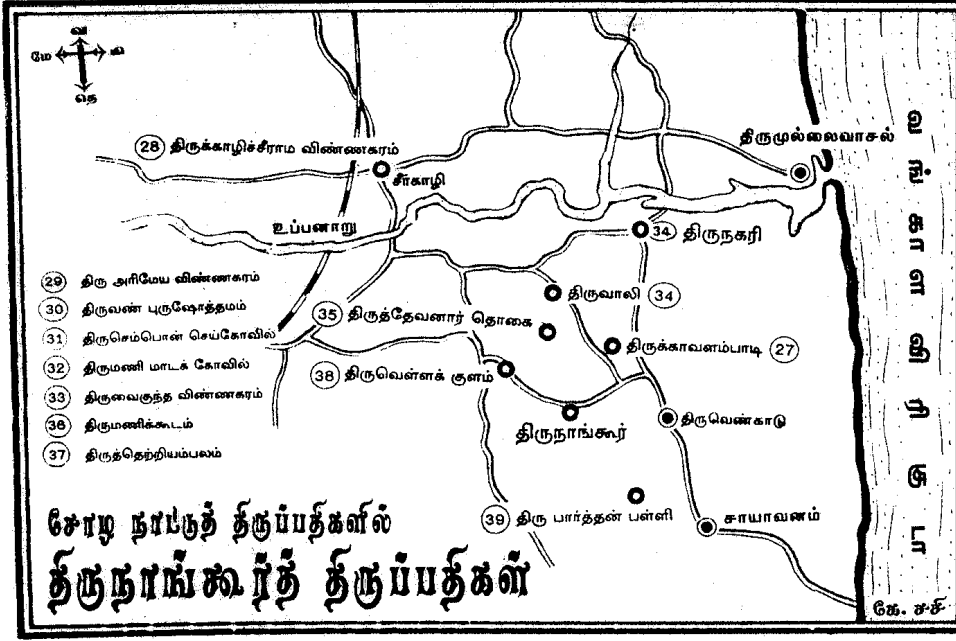 வ
மே
கி
தெ
திருமுல்லைவாசல்
28 திருக்காழிச்சீராம விண்ணகரம்
சீர்காழி
உப்பனாறு
34 திருநகரி
29 திரு அரிமேய விண்ணகரம்
30 திருவண் புருஷோத்தமம்
31 திருசெம்பொன் செய்கோவில்
32 திருமணி மாடக் கோவில்
33 திருவைகுந்த விண்ணகரம்
36 திருமணிக்கூடம்
37 திருத்தெற்றியம்பலம்
திருவாலி 34
35 திருத்தேவனார் தொகை
திருக்காவளம்பாடி 27
38 திருவெள்ளக் குளம்
திருநாங்கூர்
திருவெண்காடு
39 திரு பார்த்தன் பள்ளி
சாயாவனம்
வங்காள விரிகுடா
சோழ நாட்டுத் திருப்பதிகளில்
திருநாங்கூர்த் திருப்பதிகள்
கே. சசி